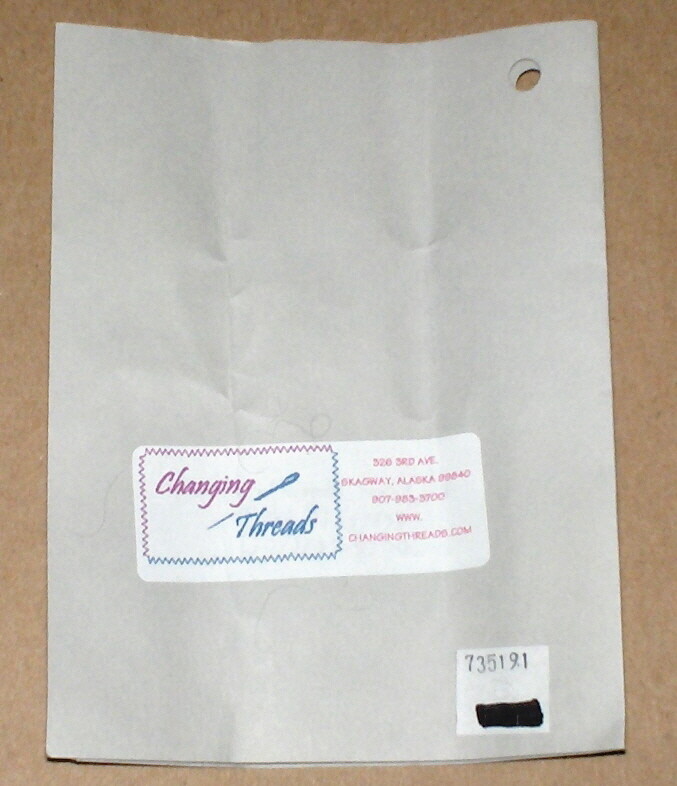 Changing
Threads
326 3RD AVE.
SKAGWAY, ALASKA 99840
907-983-3700
WWW.
CHANGINGTHREADS.COM
735191